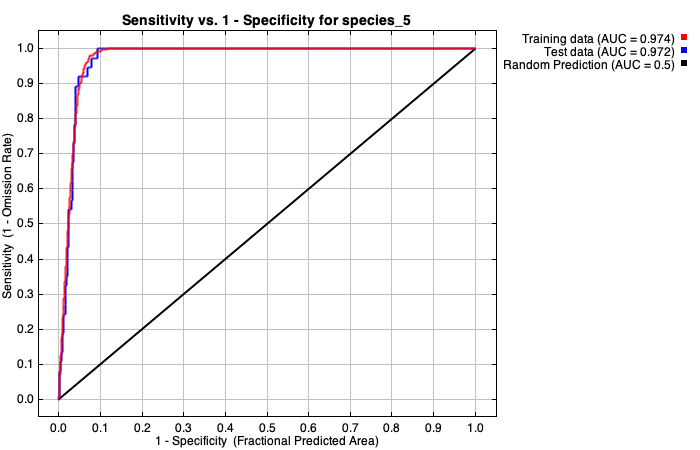 Sensitivity vs. 1 - Specificity for species_5
Training data (AUC = 0.974)
Test data (AUC = 0.972)
Random Prediction (AUC = 0.5)
Sensitivity (1 - Omission Rate)
1.0
0.9
0.8
0.7
0.6
0.5
0.4
0.3
0.2
0.1
0.0
0.0 0.1 0.2 0.3 0.4 0.5 0.6 0.7 0.8 0.9 1.0
1 - Specificity (Fractional Predicted Area)